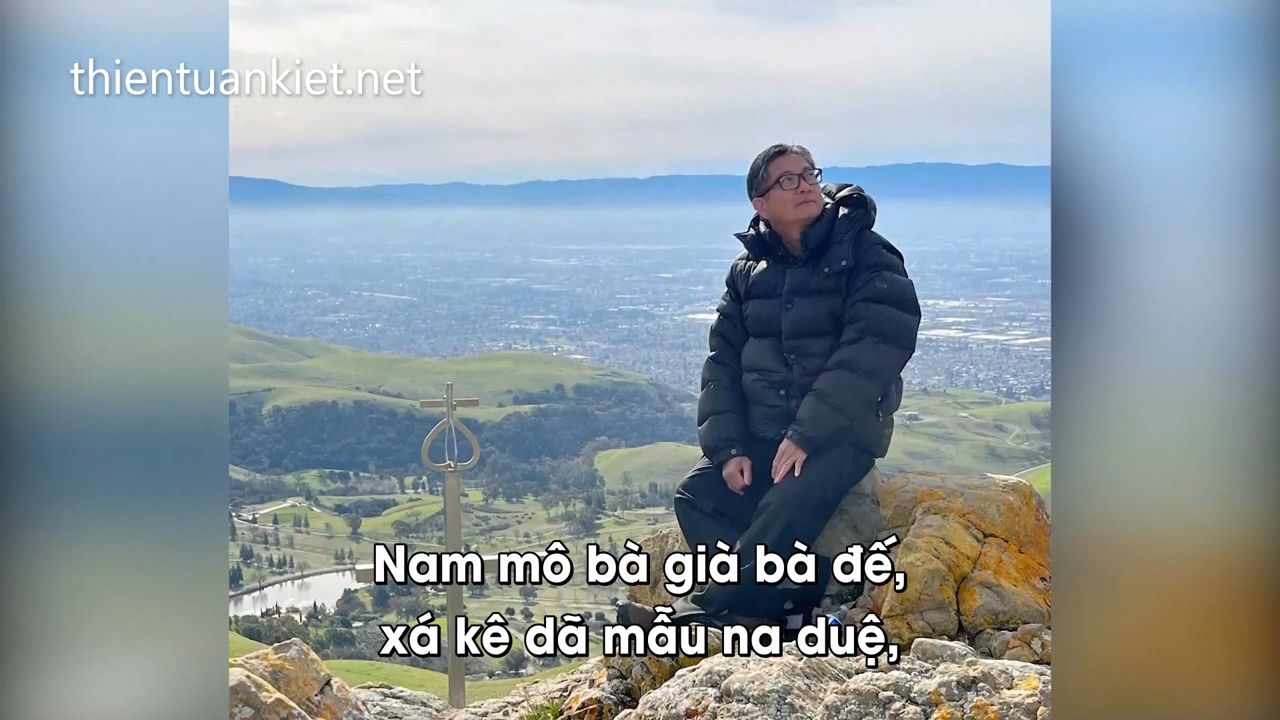 thientuankiet.net
Nam mô bà già bà đế,
xá kê dã mẫu na duệ,